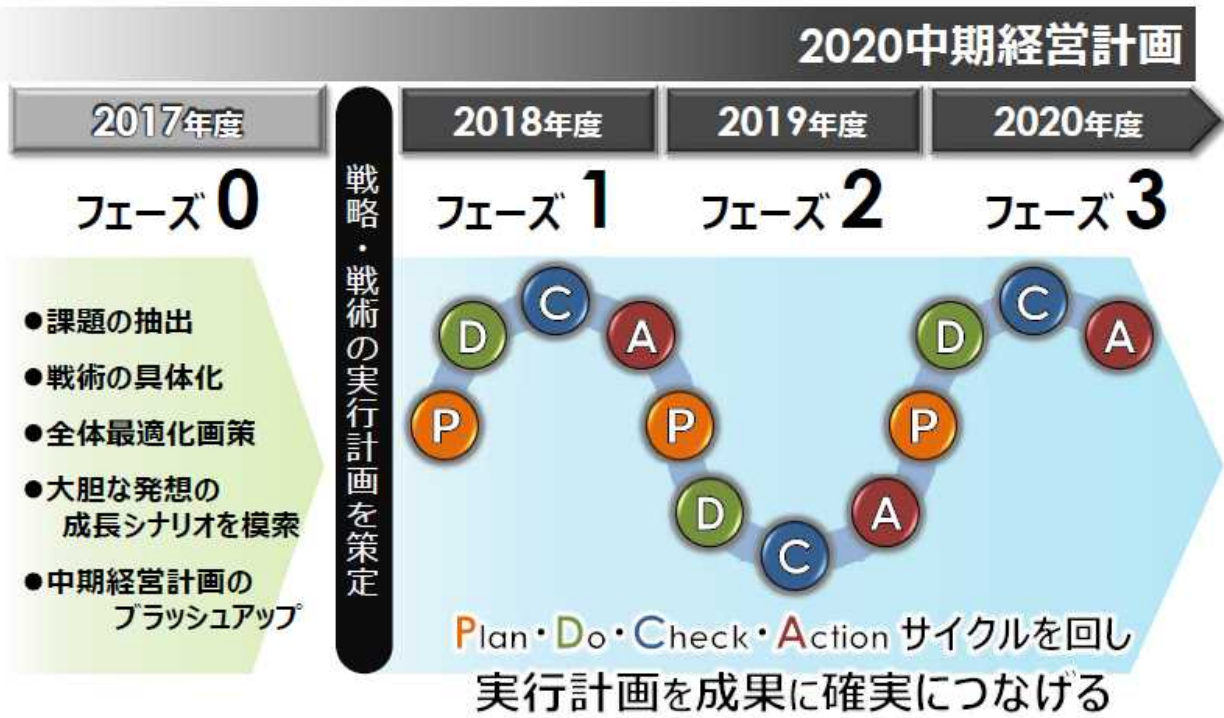 2020中期経営計画
2017年度
2018年度
2019年度
2020年度
フェーズ 0
フェーズ 1
フェーズ 2
フェーズ 3
●課題の抽出
●戦術の具体化
●全体最適化画策
●大胆な発想の
成長シナリオを模索
●中期経営計画の
ブラッシュアップ
戦略・戦術の実行計画を策定
P
D
C
A
P
D
C
A
P
D
C
A
Plan・Do・Check・Action サイクルを回し
実行計画を成果に確実につなげる